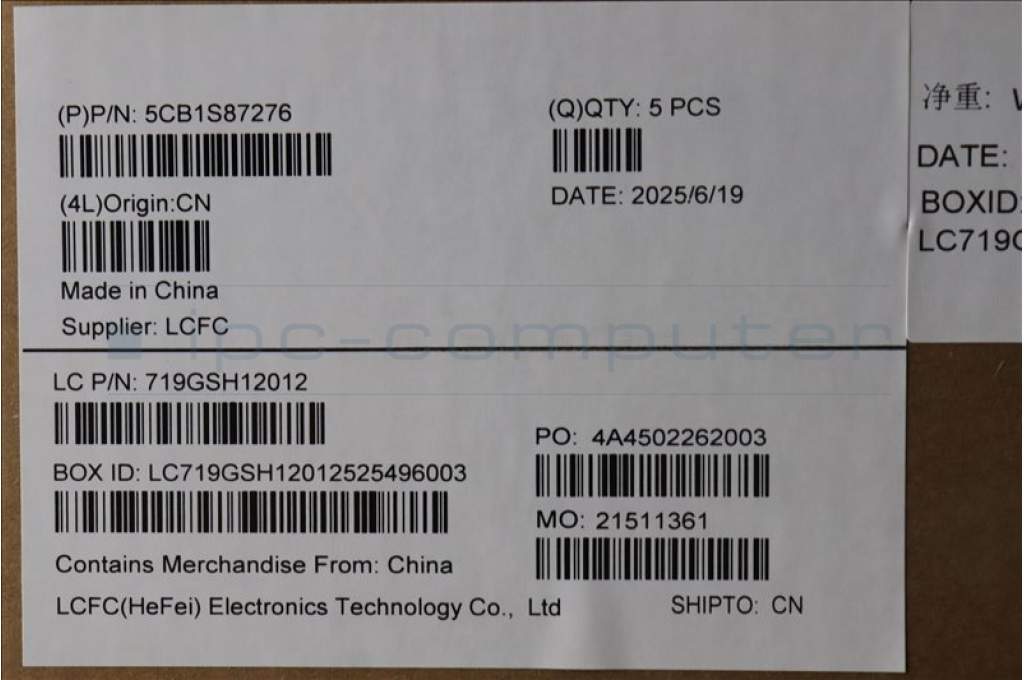 (P)P/N: 5CB1S87276
(Q)QTY: 5 PCS
(4L)Origin:CN
DATE: 2025/6/19
Made in China
Supplier: LCFC
ipc-computer
LC P/N: 719GSH12012
PO: 4A4502262003
BOX ID: LC719GSH12012525496003
MO: 21511361
Contains Merchandise From: China
LCFC(HeFei) Electronics Technology Co., Ltd
SHIPTO: CN
净重:
DATE:
BOXID:
LC719G